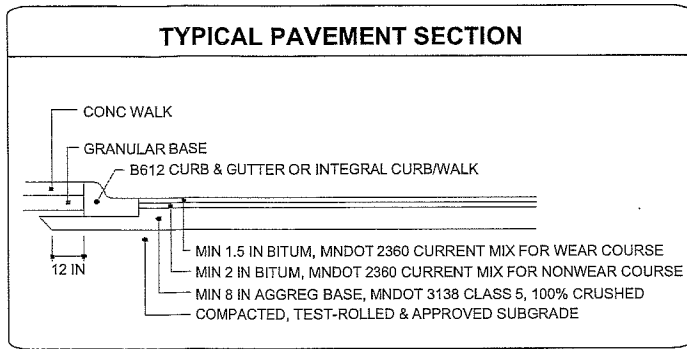 TYPICAL PAVEMENT SECTION
CONC WALK
GRANULAR BASE
B612 CURB & GUTTER OR INTEGRAL CURB/WALK
12 IN
MIN 1.5 IN BITUM, MNDOT 2360 CURRENT MIX FOR WEAR COURSE
MIN 2 IN BITUM, MNDOT 2360 CURRENT MIX FOR NONWEAR COURSE
MIN 8 IN AGGREG BASE, MNDOT 3138 CLASS 5, 100% CRUSHED
COMPACTED, TEST-ROLLED & APPROVED SUBGRADE